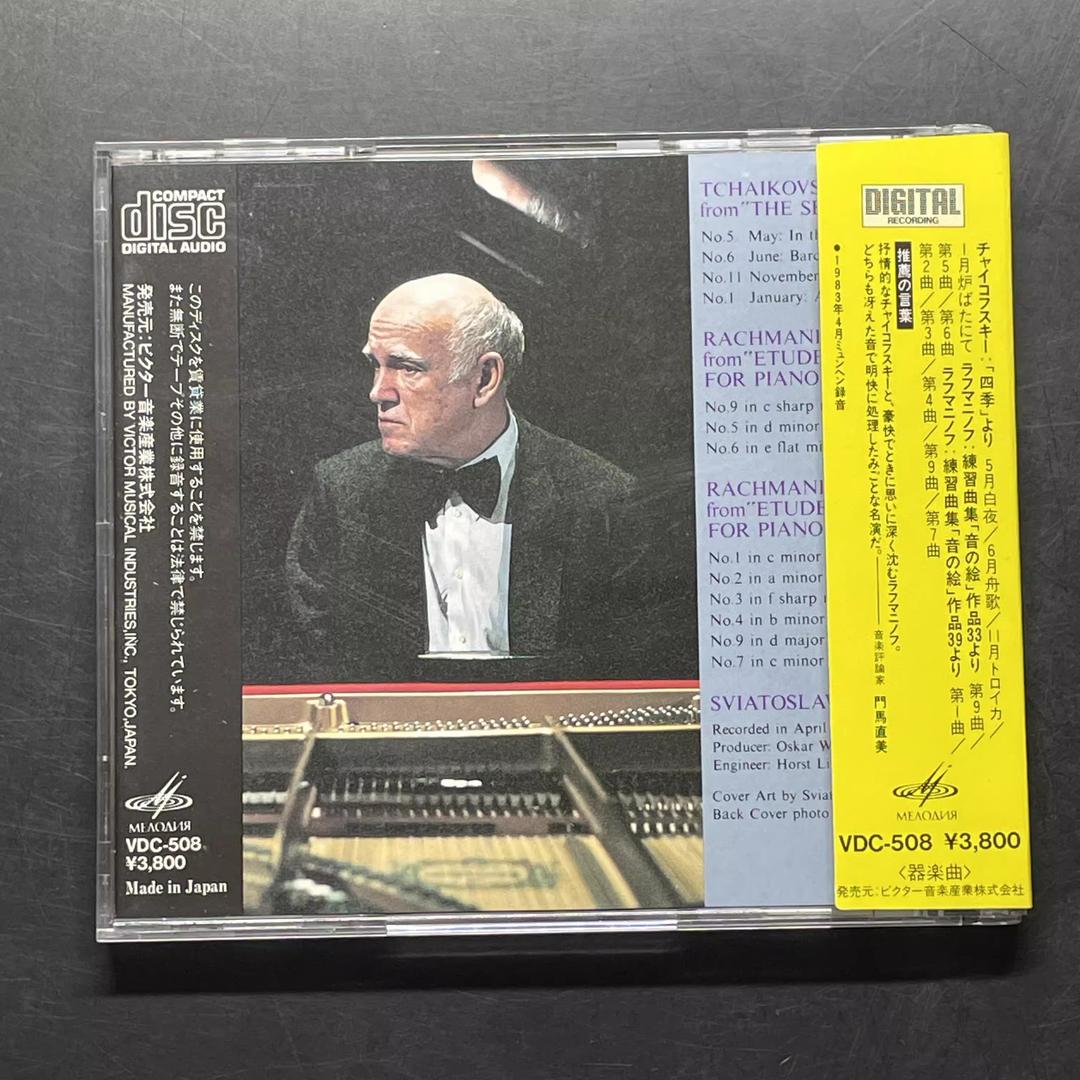 COMPACT
disc
DIGITAL AUDIO
このディスクを賃貸業に使用することを禁じます。
また無断でテープその他に録音することは法律で禁じられています。
発売元:ビクター音楽産業株式会社
MANUFACTURED BY VICTOR MUSICAL INDUSTRIES,INC., TOKYO,JAPAN.
МЕЛОДИЯ
VDC-508
¥3,800
Made in Japan
TCHAIKOVS
from "THE SE
No.5 May: In th
No.6 June: Barc
No.11 November
No.1 January: A
RACHMANI
from "ETUDE
FOR PIANO
No.9 in c sharp
No.5 in d minor
No.6 in e flat mi
RACHMANI
from "ETUDE
FOR PIANO
No.1 in c minor
No.2 in a minor
No.3 in f sharp
No.4 in b minor
No.9 in d major
No.7 in c minor
SVIATOSLAV
Recorded in April
Producer: Oskar W
Engineer: Horst Li
Cover Art by Sviat
Back Cover photo
DIGITAL
RECORDING
チャイコフスキー:「四季」より 5月白夜/6月舟歌/11月トロイカ/
1月炉ばたにて ラフマニノフ:練習曲集「音の絵」作品33より 第9曲/
第5曲/第6曲 ラフマニノフ:練習曲集「音の絵」作品39より 第1曲/
第2曲/第3曲/第4曲/第9曲/第7曲
推薦の言葉
抒情的なチャイコフスキーと、豪快でときに思いに深く沈むラフマニノフ。
どちらも冴えた音で明快に処理したみごとな名演だ。——音楽評論家 門馬直美
●1983年4月ミュンヘン録音
МЕЛОДИЯ
VDC-508 ¥3,800
〈器楽曲〉
発売元:ビクター音楽産業株式会社